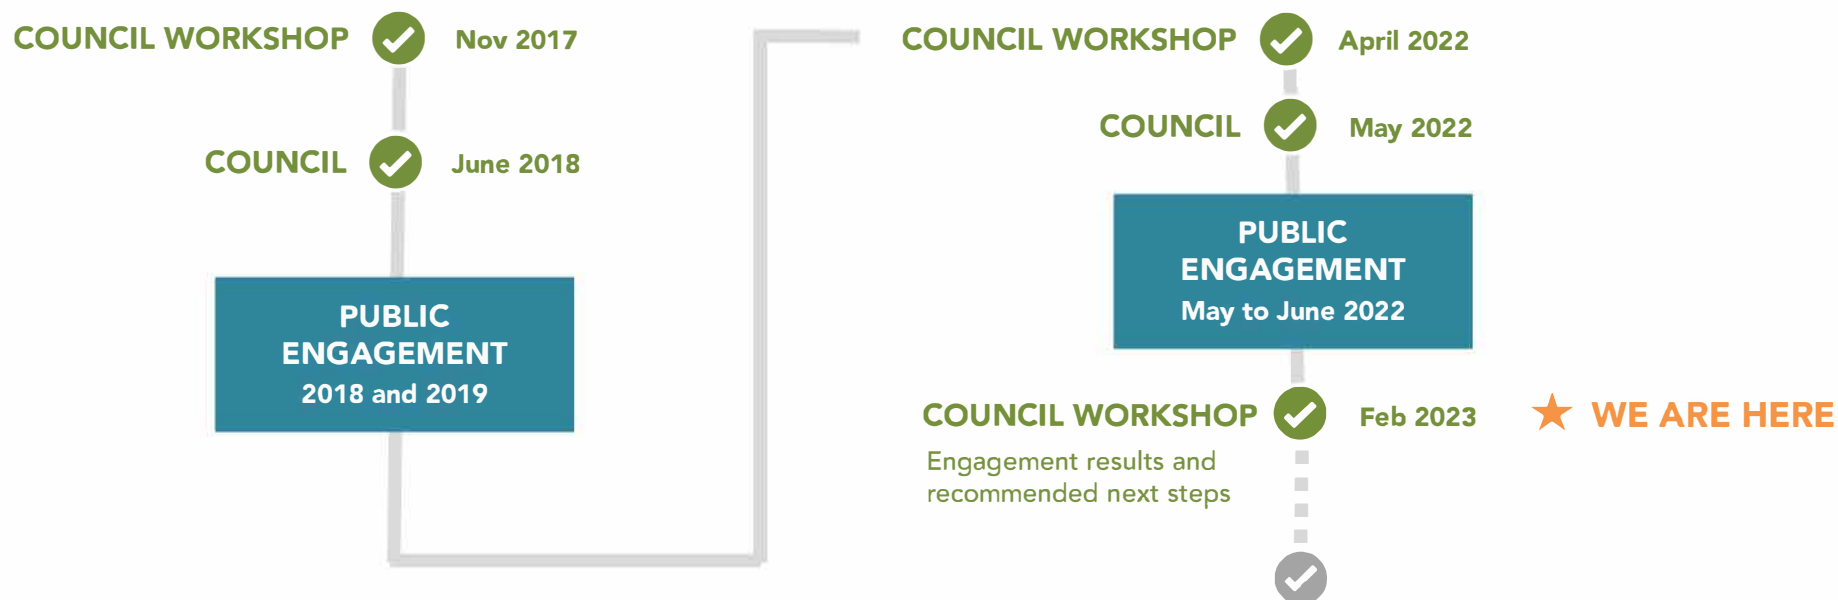 COUNCIL WORKSHOP Nov 2017
COUNCIL June 2018
PUBLIC
ENGAGEMENT
2018 and 2019
COUNCIL WORKSHOP April 2022
COUNCIL May 2022
PUBLIC
ENGAGEMENT
May to June 2022
COUNCIL WORKSHOP Feb 2023 WE ARE HERE
Engagement results and
recommended next steps